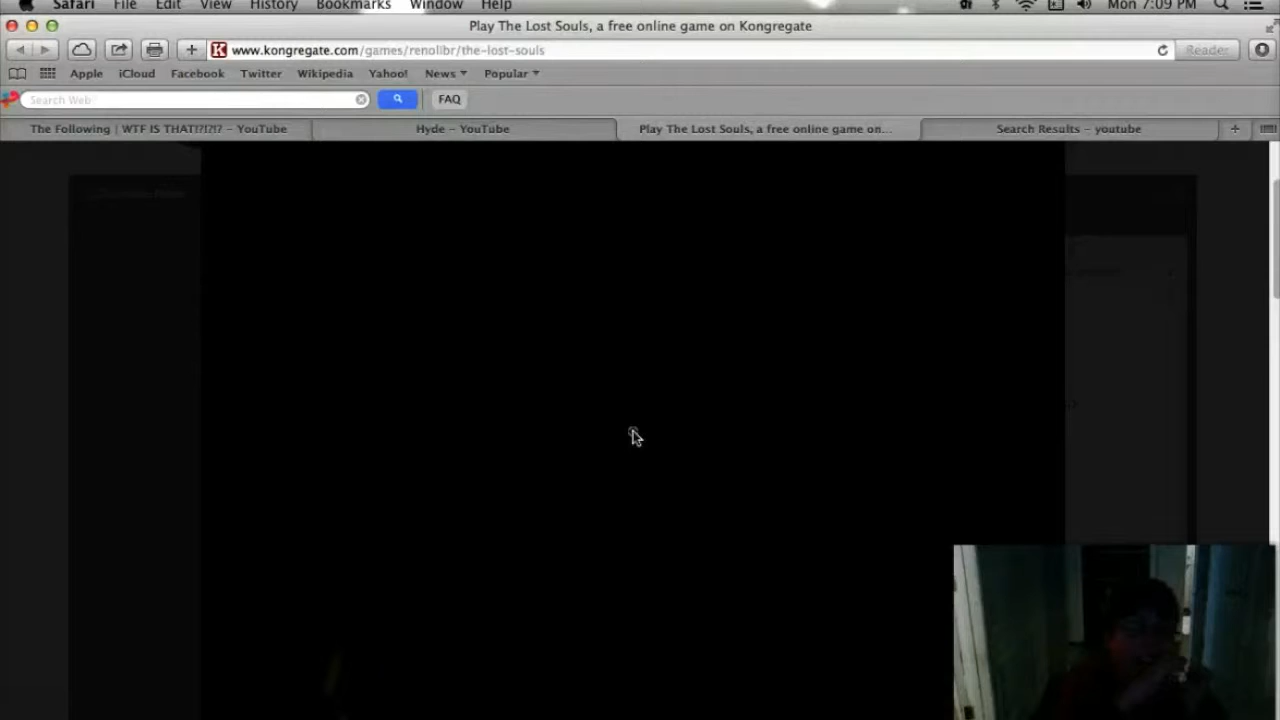 Safari File Edit View History Bookmarks Window Help Mon 7:09 PM
Play The Lost Souls, a free online game on Kongregate
www.kongregate.com/games/renolibr/the-lost-souls Reader
Apple iCloud Facebook Twitter Wikipedia Yahoo! News Popular
Search Web FAQ
The Following | WTF IS THAT!?!?!? - YouTube Hyde - YouTube Play The Lost Souls, a free online game on... Search Results - youtube